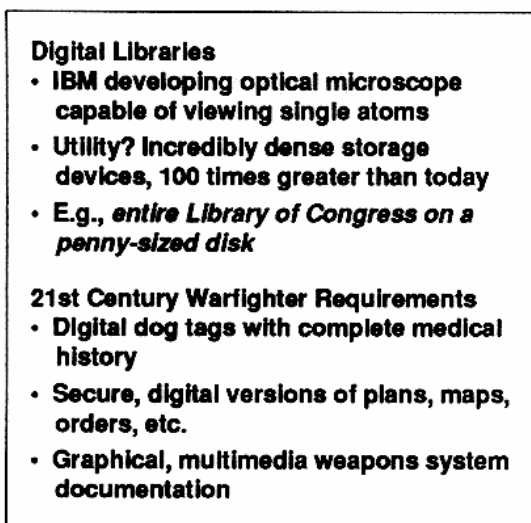 Digital Libraries
• IBM developing optical microscope
capable of viewing single atoms
• Utility? Incredibly dense storage
devices, 100 times greater than today
• E.g., entire Library of Congress on a
penny-sized disk
21st Century Warfighter Requirements
• Digital dog tags with complete medical
history
• Secure, digital versions of plans, maps,
orders, etc.
• Graphical, multimedia weapons system
documentation